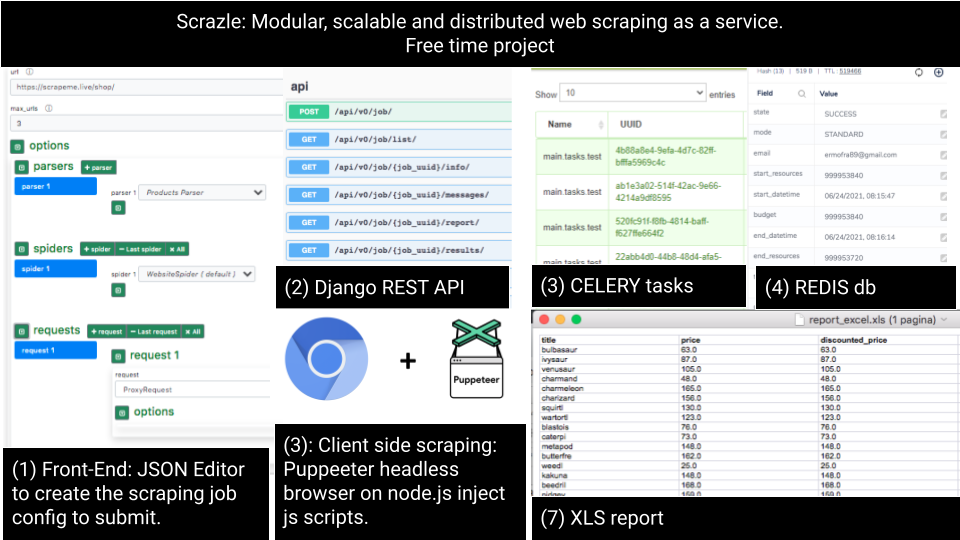 Scrazle: Modular, scalable and distributed web scraping as a service.
Free time project
url
https://scrapeme.live/shop/
max_urls
3
options
parsers
+ parser
parser 1
parser 1 Products Parser
spiders
+ spider
− Last spider
× All
spider 1
spider 1 WebsiteSpider ( default )
requests
+ request
− Last request
× All
request 1
request 1
request
ProxyRequest
options
(1) Front-End: JSON Editor
to create the scraping job
config to submit.
api
POST /api/v0/job/
GET /api/v0/job/list/
GET /api/v0/job/{job_uuid}/info/
GET /api/v0/job/{job_uuid}/messages/
GET /api/v0/job/{job_uuid}/report/
GET /api/v0/job/{job_uuid}/results/
(2) Django REST API
+
Puppeteer
(3): Client side scraping:
Puppeeter headless
browser on node.js inject
js scripts.
Show 10 entries
Name UUID
main.tasks.test 4b88a8e4-9efa-4d7c-82ff-
bfffa5969c4c
main.tasks.test ab1e3a02-514f-42ac-9e66-
4214a9df8595
main.tasks.test 520fc91f-f8fb-4814-baff-
f627ffe664f2
main.tasks.test 22abb4d0-44b8-48d4-afa5-
(3) CELERY tasks
Hash (13) | 519 B | TTL: 519466
Field Value
state SUCCESS
mode STANDARD
email ermofra89@gmail.com
start_resources 999953840
start_datetime 06/24/2021, 08:15:47
budget 999953840
end_datetime 06/24/2021, 08:16:14
end_resources 999953720
(4) REDIS db
report_excel.xls (1 pagina)
title price discounted_price
bulbasaur 63.0 63.0
ivysaur 87.0 87.0
venusaur 105.0 105.0
charmand 48.0 48.0
charmeleon 165.0 165.0
charizard 156.0 156.0
squirtl 130.0 130.0
wartortl 123.0 123.0
blastois 76.0 76.0
caterpi 73.0 73.0
metapod 148.0 148.0
butterfre 162.0 162.0
weedl 25.0 25.0
kakuna 148.0 148.0
beedril 168.0 168.0
pidgey 159.0 159.0
(7) XLS report